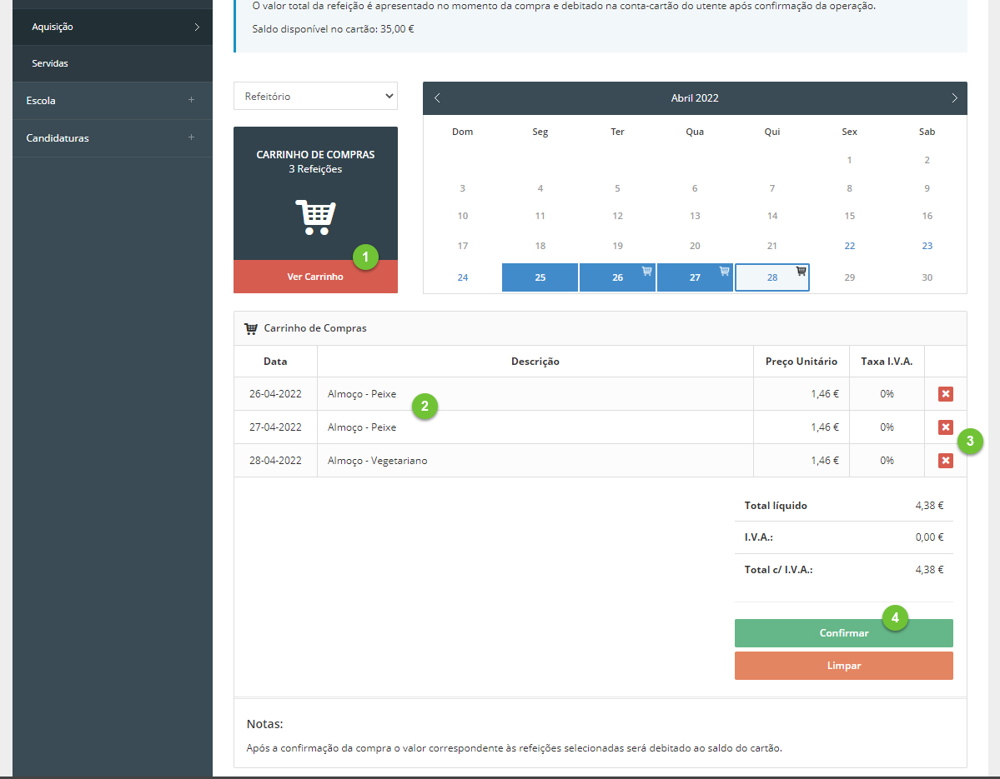 O valor total da refeição é apresentado no momento da compra e debitado na conta-cartão do utente após confirmação da operação.
Saldo disponível no cartão: 35,00 €
Aquisição
Servidas
Escola +
Candidaturas +
Refeitório
CARRINHO DE COMPRAS
3 Refeições
1
Ver Carrinho
Abril 2022
Dom Seg Ter Qua Qui Sex Sab
1 2
3 4 5 6 7 8 9
10 11 12 13 14 15 16
17 18 19 20 21 22 23
24 25 26 27 28 29 30
Carrinho de Compras
Data Descrição Preço Unitário Taxa I.V.A.
26-04-2022 Almoço - Peixe 1,46 € 0%
2
27-04-2022 Almoço - Peixe 1,46 € 0%
3
28-04-2022 Almoço - Vegetariano 1,46 € 0%
Total líquido 4,38 €
I.V.A.: 0,00 €
Total c/ I.V.A.: 4,38 €
4
Confirmar
Limpar
Notas:
Após a confirmação da compra o valor correspondente às refeições selecionadas será debitado ao saldo do cartão.